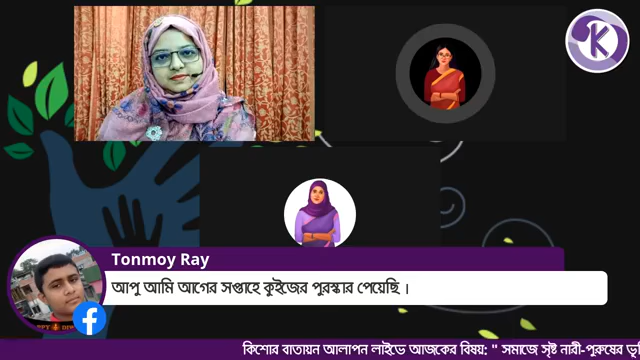 K
Tonmoy Ray
আপু আমি আগের সপ্তাহে কুইজের পুরস্কার পেয়েছি ।
কিশোর বাতায়ন আলাপন লাইভে আজকের বিষয়: " সমাজে সৃষ্ট নারী-পুরুষের